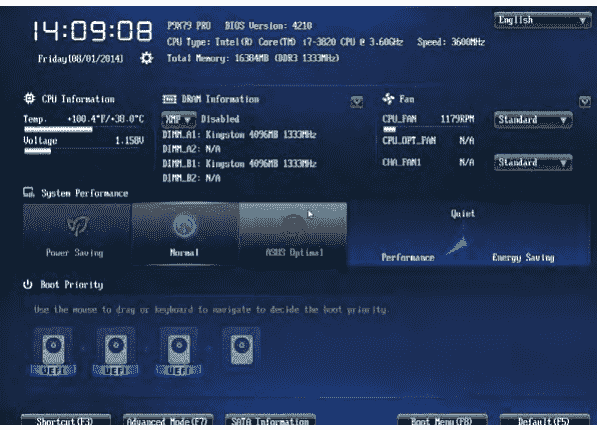 14:09:08
Friday[08/01/2014]
P9X79 PRO BIOS Version: 4210
CPU Type: Intel(R) Core(TM) i7-3820 CPU @ 3.60GHz Speed: 3600MHz
Total Memory: 16384MB (DDR3 1333MHz)
English
CPU Information
Temp. +100.4°F/+38.0°C
Voltage 1.158V
DRAM Information
XMP Disabled
DIMM_A1: Kingston 4096MB 1333MHz
DIMM_A2: N/A
DIMM_B1: Kingston 4096MB 1333MHz
DIMM_B2: N/A
Fan
CPU_FAN 1179RPM Standard
CPU_OPT_FAN N/A
CHA_FAN1 N/A Standard
System Performance
Power Saving
Normal
ASUS Optimal
Quiet
Performance
Energy Saving
Boot Priority
Use the mouse to drag or keyboard to navigate to decide the boot priority.
UEFI
UEFI
UEFI
Shortcut(F3)
Advanced Mode(F7)
SATA Information
Boot Menu(F8)
Default(F5)